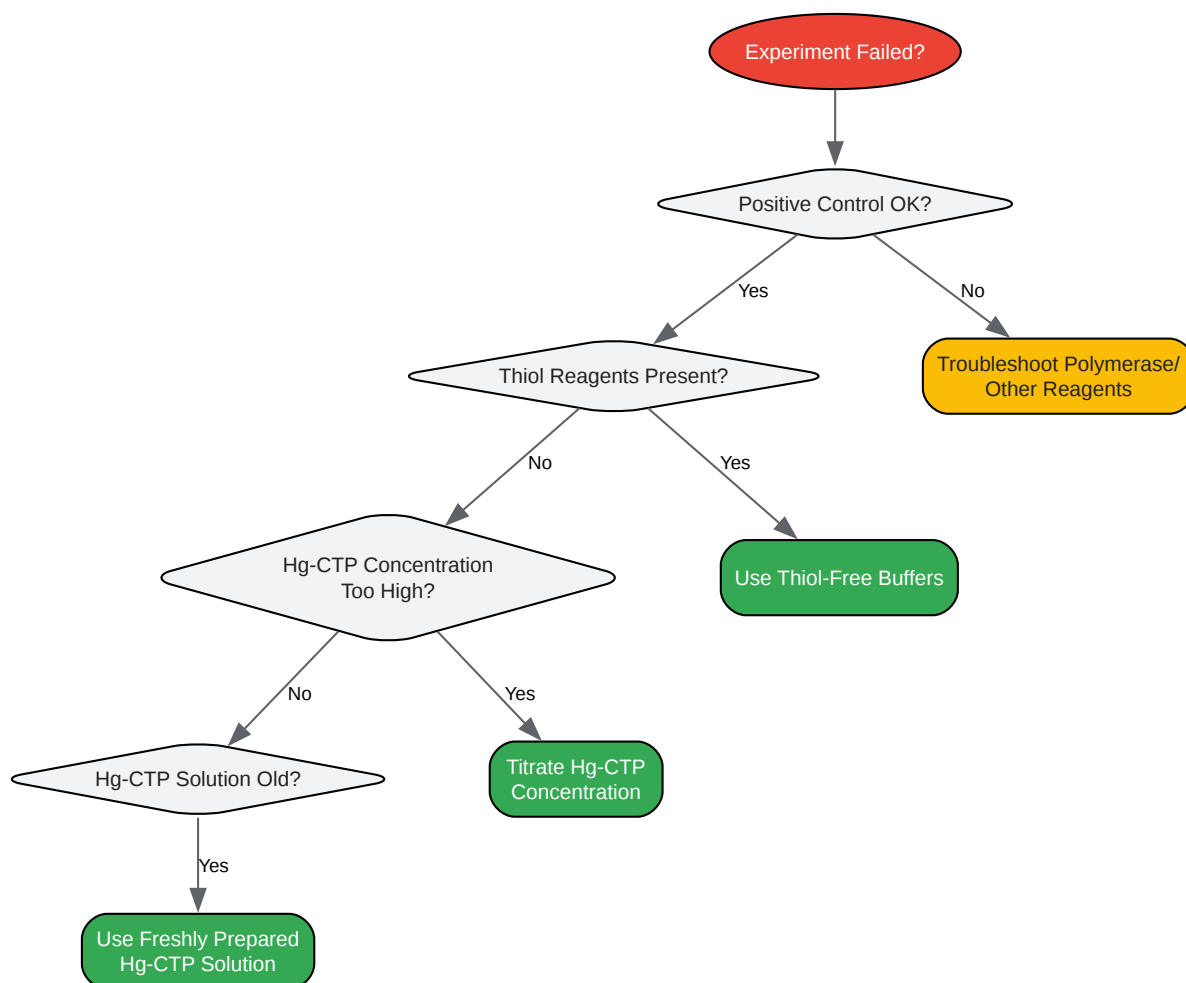 Experiment Failed?
Positive Control OK?
Yes
No
Thiol Reagents Present?
Troubleshoot Polymerase/
Other Reagents
No
Yes
Hg-CTP Concentration
Too High?
Use Thiol-Free Buffers
No
Yes
Hg-CTP Solution Old?
Titrate Hg-CTP
Concentration
Yes
Use Freshly Prepared
Hg-CTP Solution